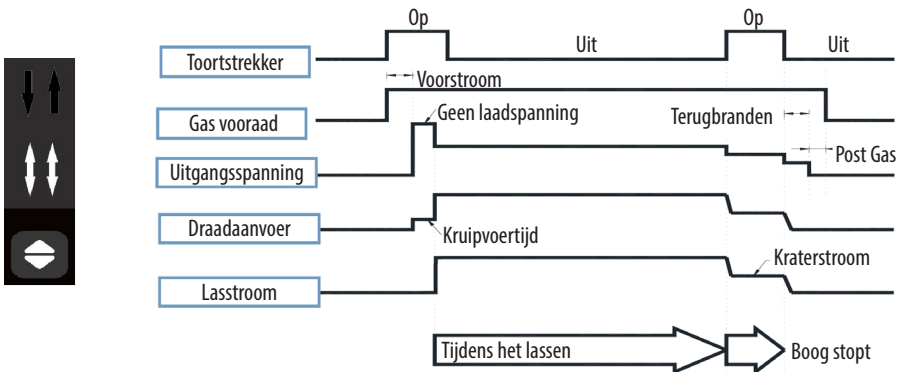 Op
Op
Toortstrekker
Uit
Uit
Voorstroom
Gas vooraad
Geen laadspanning
Terugbranden
Post Gas
Uitgangsspanning
Draadaanvoer
Kruipvoertijd
Kraterstroom
Lasstroom
Tijdens het lassen
Boog stopt